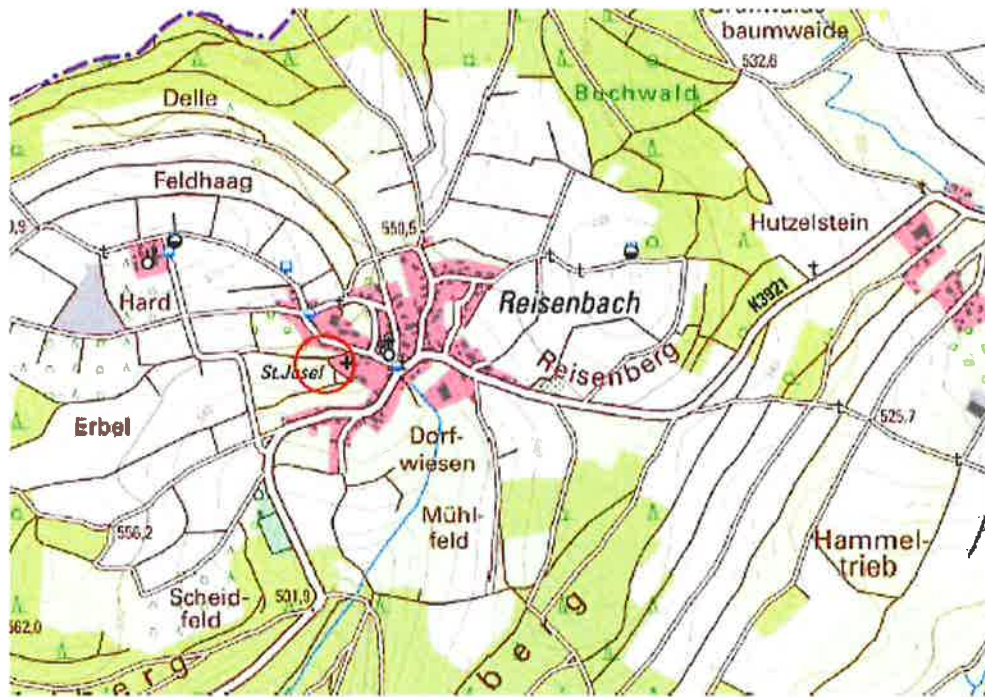 baumwaide
532,6
Delle
Buchwald
Feldhaag
Hutzelstein
550,5
Hard
Reisenbach
K3921
Reisenberg
St.Josef
Erbel
525,7
Dorf-
wiesen
Mühl-
feld
556,2
Hammel-
trieb
Scheid-
feld
501,9
562,0
b e g
e r g